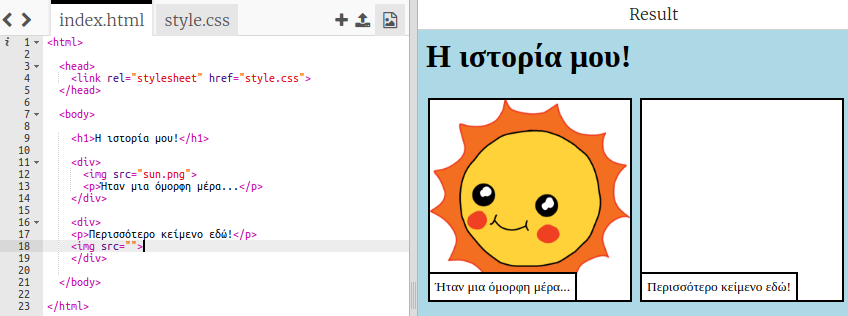 index.html style.css
Result
1 <html>
2
3 <head>
4 <link rel="stylesheet" href="style.css">
5 </head>
6
7 <body>
8
9 <h1>Η ιστορία μου!</h1>
10
11 <div>
12 <img src="sun.png">
13 <p>Ήταν μια όμορφη μέρα...</p>
14 </div>
15
16 <div>
17 <p>Περισσότερο κείμενο εδώ!</p>
18 <img src="">
19 </div>
20
21 </body>
22
23 </html>
Η ιστορία μου!
Ήταν μια όμορφη μέρα...
Περισσότερο κείμενο εδώ!